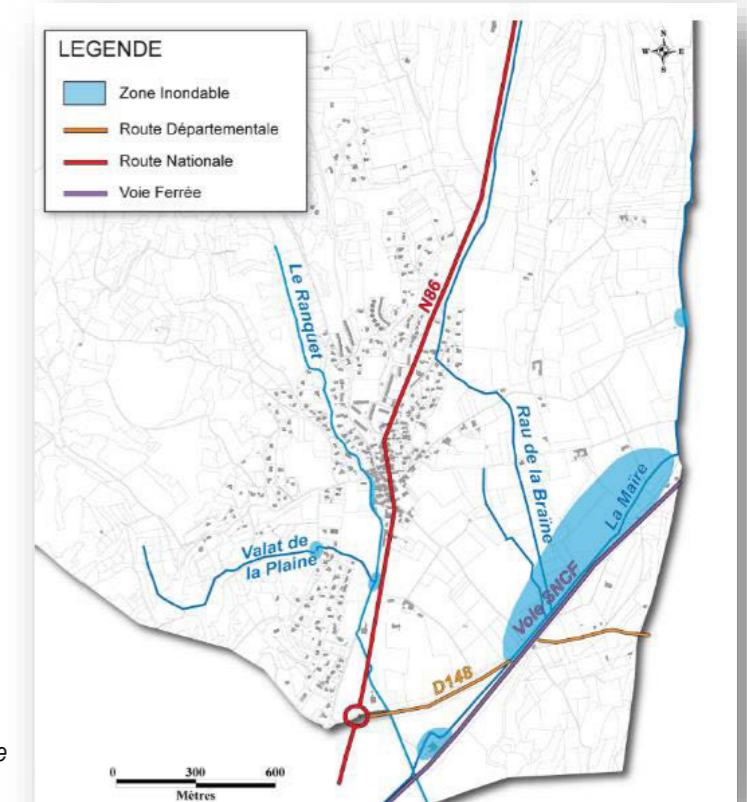 LEGENDE
Zone Inondable
Route Départementale
Route Nationale
Voie Ferrée
N
W E
S
Le Ranquet
N86
Rau de la Braïne
La Maïre
Valat de
la Plaine
Voie SNCF
D148
e
0 300 600
Mètres